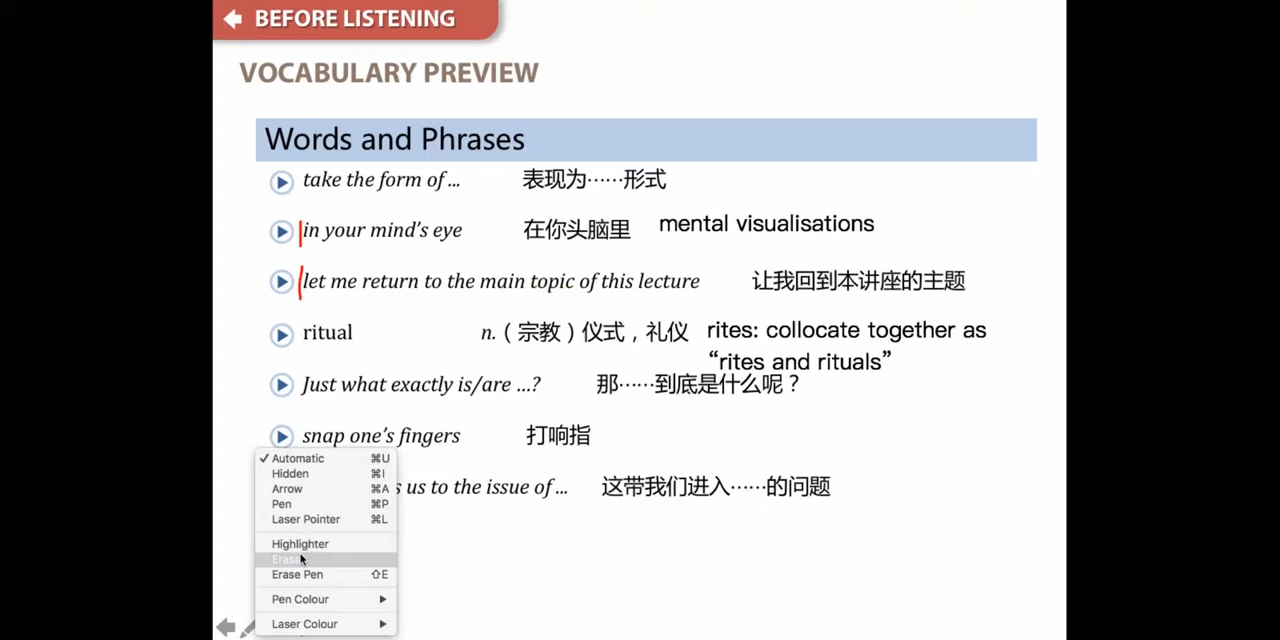 BEFORE LISTENING
VOCABULARY PREVIEW
Words and Phrases
take the form of ... 表现为……形式
in your mind's eye 在你头脑里 mental visualisations
let me return to the main topic of this lecture 让我回到本讲座的主题
ritual n.（宗教）仪式，礼仪 rites: collocate together as
“rites and rituals”
Just what exactly is/are ...? 那……到底是什么呢？
snap one's fingers 打响指
us to the issue of ... 这带我们进入……的问题
✓ Automatic ⌘U
Hidden ⌘I
Arrow ⌘A
Pen ⌘P
Laser Pointer ⌘L
Highlighter
Erase Pen ⇧E
Pen Colour
Laser Colour